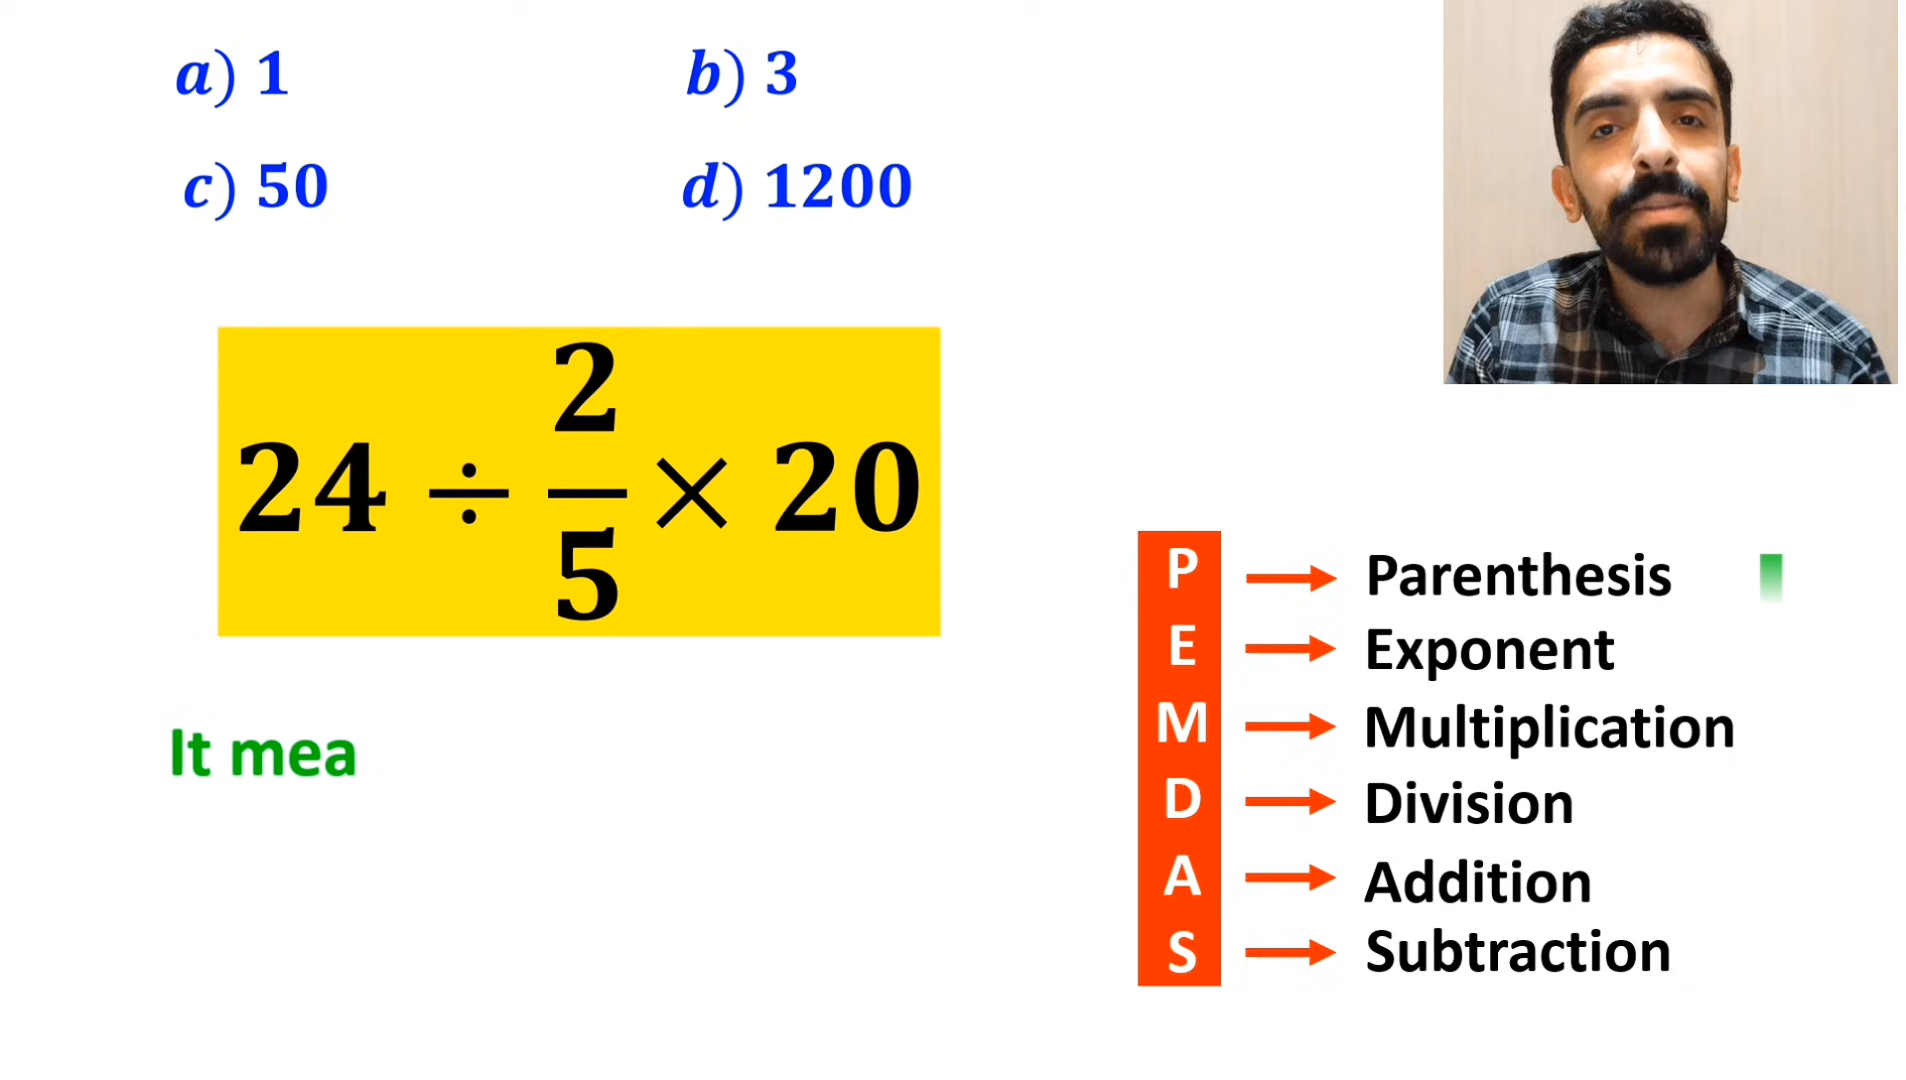 a) 1
b) 3
c) 50
d) 1200
24 ÷ 2/5 × 20
It mea
P → Parenthesis
E → Exponent
M → Multiplication
D → Division
A → Addition
S → Subtraction